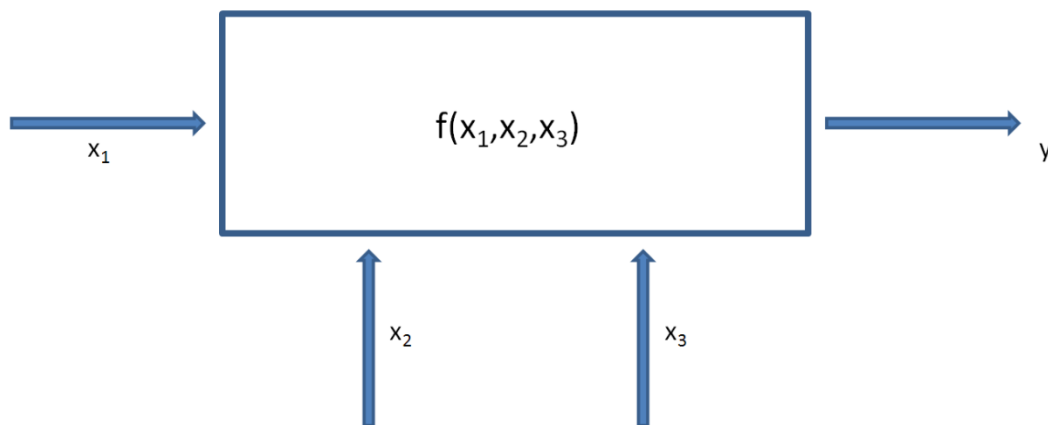 f(x₁,x₂,x₃)
x₁
y
x₂
x₃